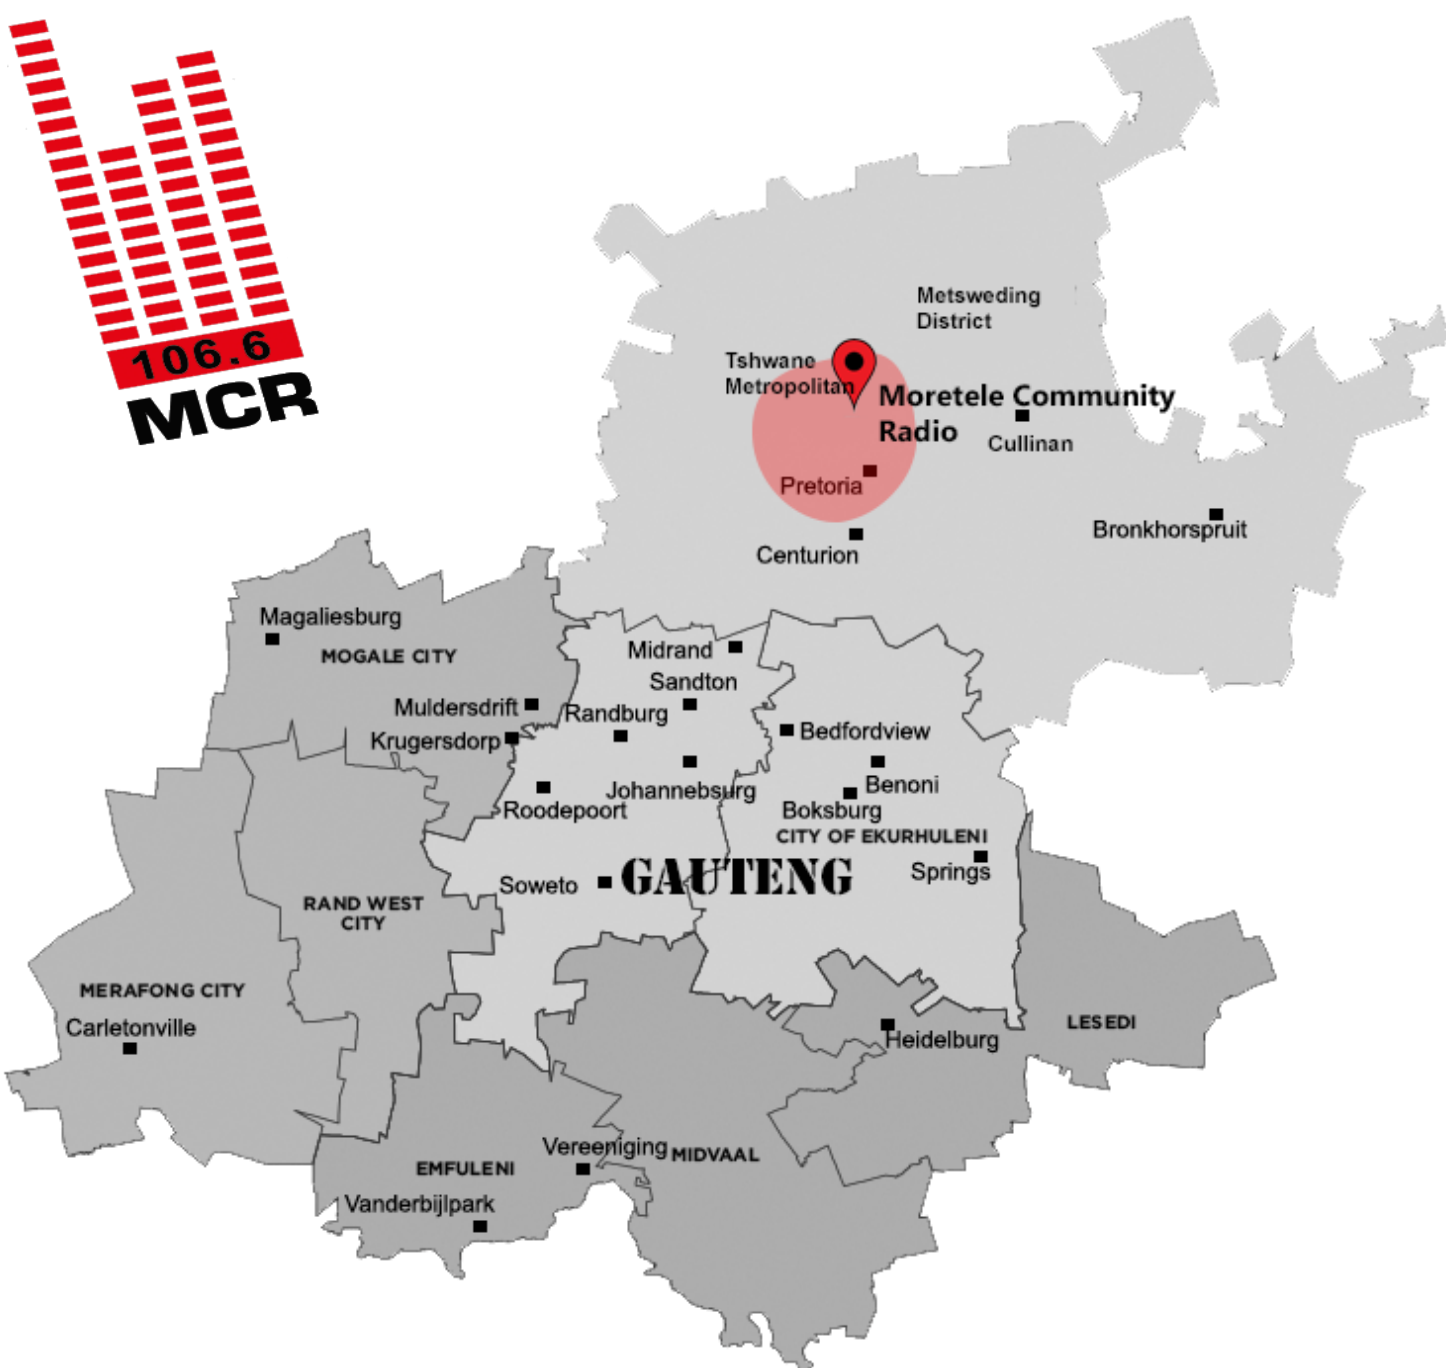 106.6
MCR
Metsweding
District
Tshwane
Metropolitan
Moretele Community
Radio
Cullinan
Pretoria
Bronkhorspruit
Centurion
Magaliesburg
MOGALE CITY
Midrand
Sandton
Muldersdrift
Randburg
Krugersdorp
Bedfordview
Johannebsurg
Benoni
Roodepoort
Boksburg
CITY OF EKURHULENI
Springs
Soweto
GAUTENG
RAND WEST
CITY
MERAFONG CITY
Carletonville
LESEDI
Heidelburg
Vereeniging
MIDVAAL
EMFULENI
Vanderbijlpark